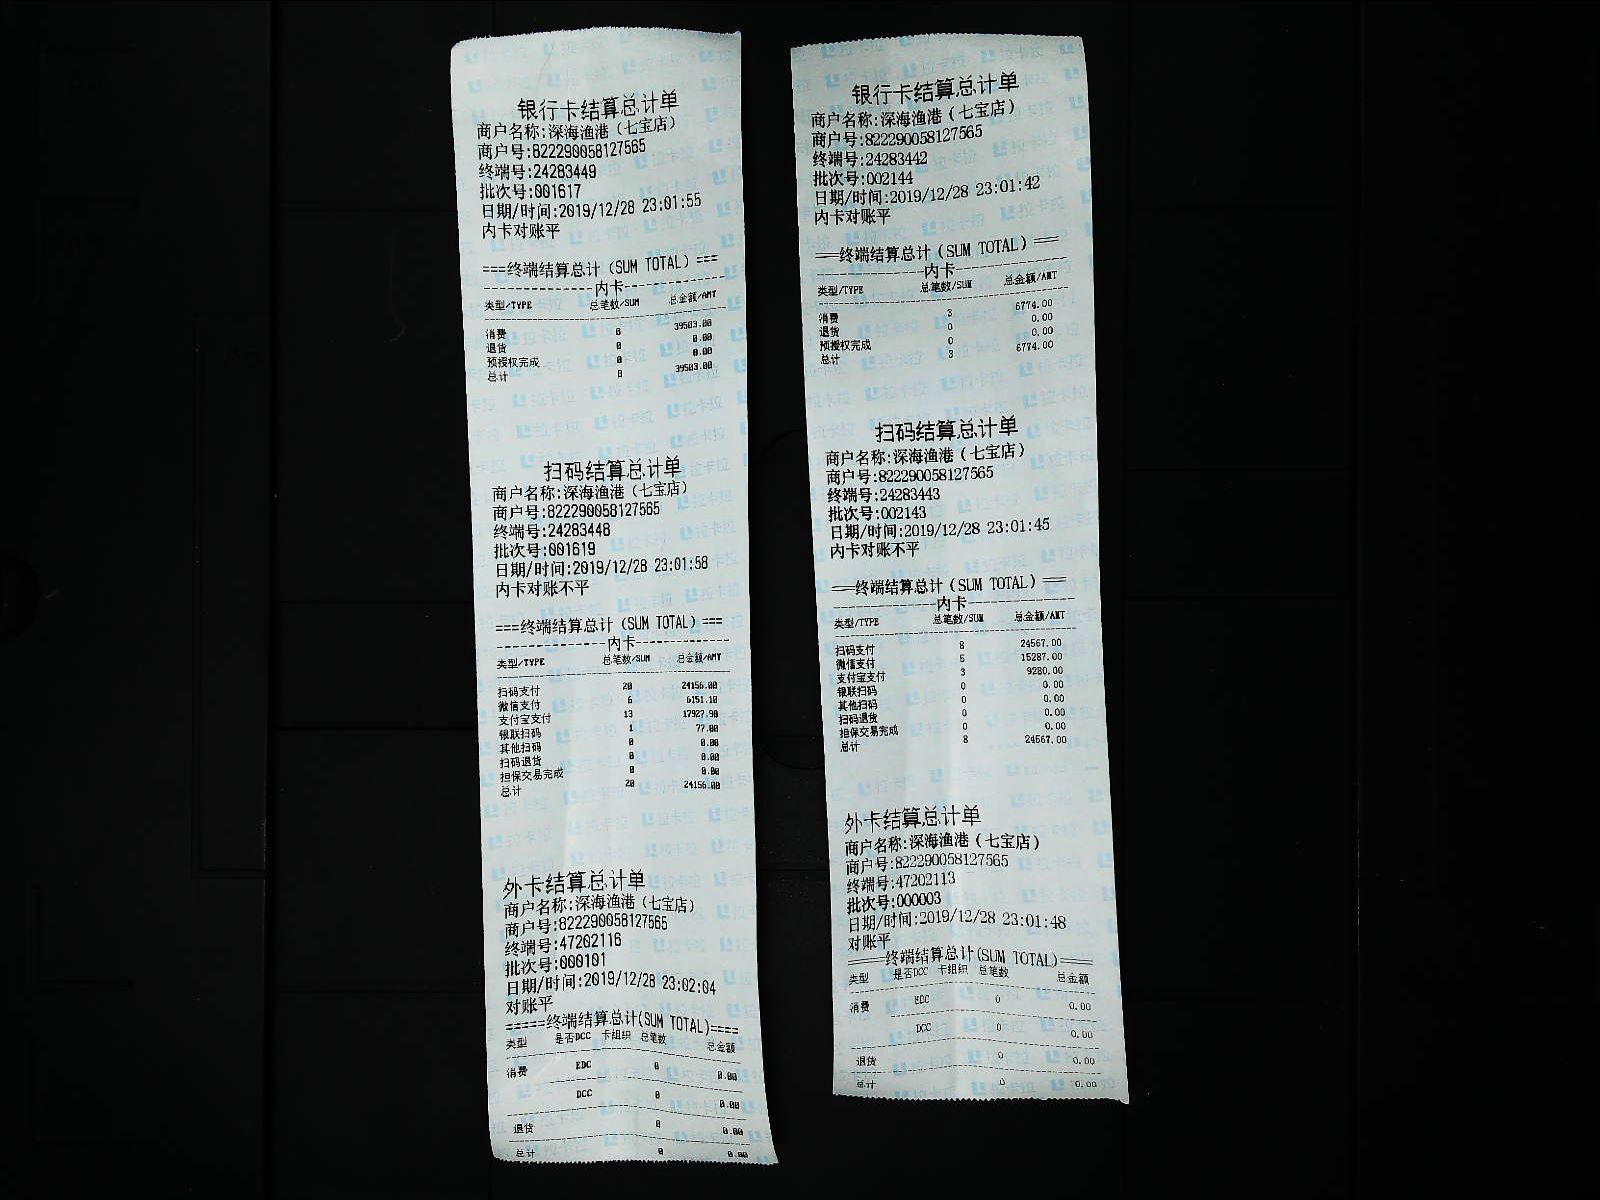 银行卡结算总计单
商户名称:深海渔港（七宝店）
商户号:822290058127565
终端号:24283449
批次号:001617
日期/时间:2019/12/28 23:01:55
内卡对账平
===终端结算总计（SUM TOTAL）===
内卡
类型/TYPE 总笔数/SUM 总金额/AMT
消费 8 39503.00
退货 0 0.00
预授权完成 0 0.00
总计 8 39503.00
扫码结算总计单
商户名称:深海渔港（七宝店）
商户号:822290058127565
终端号:24283448
批次号:001619
日期/时间:2019/12/28 23:01:58
内卡对账不平
===终端结算总计（SUM TOTAL）===
内卡
类型/TYPE 总笔数/SUM 总金额/AMT
扫码支付 20 24156.00
微信支付 6 6151.10
支付宝支付 13 17927.90
银联扫码 1 77.00
其他扫码 0 0.00
扫码退货 0 0.00
担保交易完成 0 0.00
总计 20 24156.00
外卡结算总计单
商户名称:深海渔港（七宝店）
商户号:822290058127565
终端号:47202116
批次号:000101
日期/时间:2019/12/28 23:02:04
对账平
=====终端结算总计(SUM TOTAL)====
类型 是否DCC 卡组织 总笔数 总金额
消费 EDC 0 0.00
DCC 0 0.00
退货 0 0.00
总计 0 0.00
银行卡结算总计单
商户名称:深海渔港（七宝店）
商户号:822290058127565
终端号:24283442
批次号:002144
日期/时间:2019/12/28 23:01:42
内卡对账平
===终端结算总计（SUM TOTAL）===
内卡
类型/TYPE 总笔数/SUM 总金额/AMT
消费 3 6774.00
退货 0 0.00
预授权完成 0 0.00
总计 3 6774.00
扫码结算总计单
商户名称:深海渔港（七宝店）
商户号:822290058127565
终端号:24283443
批次号:002143
日期/时间:2019/12/28 23:01:45
内卡对账不平
===终端结算总计（SUM TOTAL）===
内卡
类型/TYPE 总笔数/SUM 总金额/AMT
扫码支付 8 24567.00
微信支付 5 15287.00
支付宝支付 3 9280.00
银联扫码 0 0.00
其他扫码 0 0.00
扫码退货 0 0.00
担保交易完成 0 0.00
总计 8 24567.00
外卡结算总计单
商户名称:深海渔港（七宝店）
商户号:822290058127565
终端号:47202113
批次号:000003
日期/时间:2019/12/28 23:01:48
对账平
=====终端结算总计(SUM TOTAL)=====
类型 是否DCC 卡组织 总笔数 总金额
消费 EDC 0 0.00
DCC 0 0.00
退货 0 0.00
总计 0 0.00